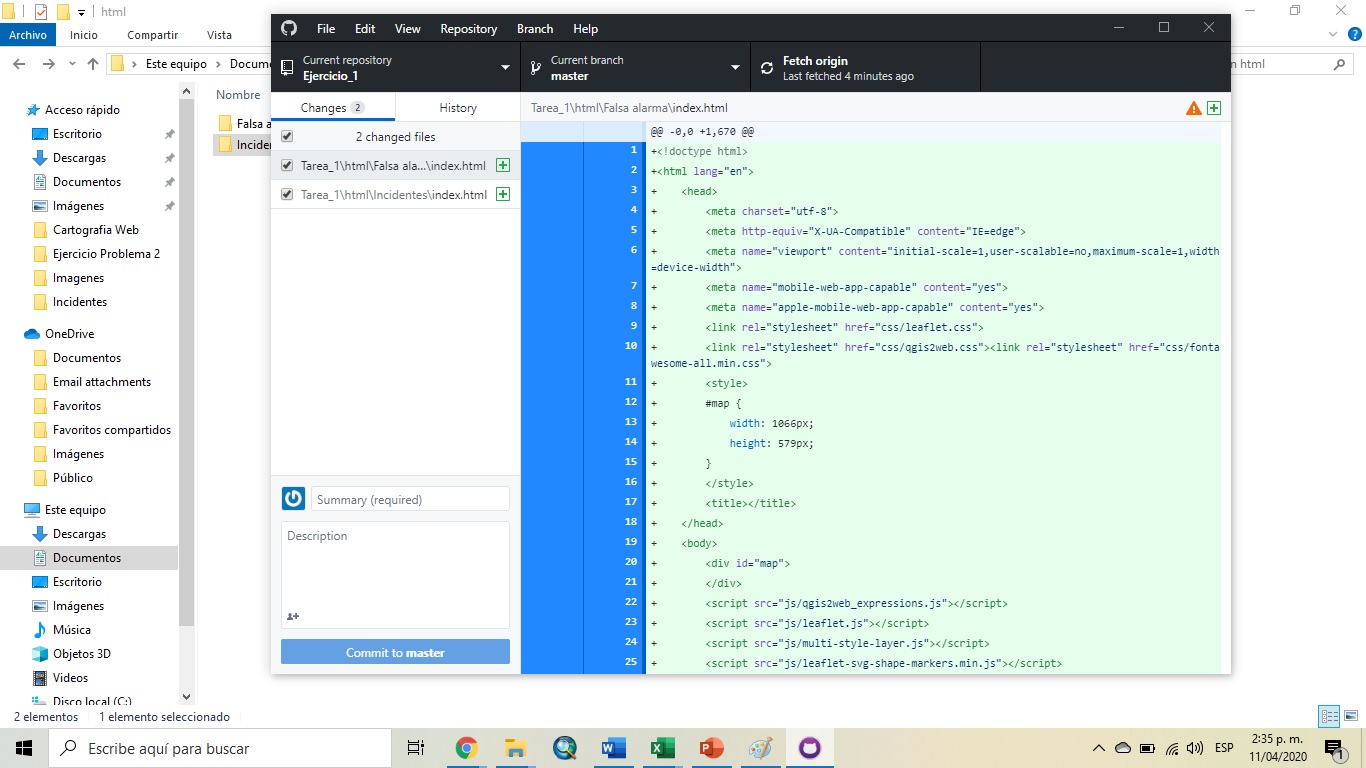 html
Archivo Inicio Compartir Vista
Este equipo
html
Acceso rápido
Escritorio
Descargas
Documentos
Imágenes
Cartografia Web
Ejercicio Problema 2
Imagenes
Incidentes
OneDrive
Documentos
Email attachments
Favoritos
Favoritos compartidos
Imágenes
Público
Este equipo
Descargas
Documentos
Escritorio
Imágenes
Música
Objetos 3D
Videos
Disco local (C:)
Nombre
Falsa a
2 elementos 1 elemento seleccionado
File Edit View Repository Branch Help
Current repository
Ejercicio_1
Current branch
master
Fetch origin
Last fetched 4 minutes ago
Changes 2 History
2 changed files
Tarea_1\html\Falsa ala...\index.html
Tarea_1\html\Incidentes\index.html
Summary (required)
Description
Commit to master
Tarea_1\html\Falsa alarma\index.html
@@ -0,0 +1,670 @@
1 +<!doctype html>
2 +<html lang="en">
3 + <head>
4 + <meta charset="utf-8">
5 + <meta http-equiv="X-UA-Compatible" content="IE=edge">
6 + <meta name="viewport" content="initial-scale=1,user-scalable=no,maximum-scale=1,width
=device-width">
7 + <meta name="mobile-web-app-capable" content="yes">
8 + <meta name="apple-mobile-web-app-capable" content="yes">
9 + <link rel="stylesheet" href="css/leaflet.css">
10 + <link rel="stylesheet" href="css/qgis2web.css"><link rel="stylesheet" href="css/fonta
wesome-all.min.css">
11 + <style>
12 + #map {
13 + width: 1066px;
14 + height: 579px;
15 + }
16 + </style>
17 + <title></title>
18 + </head>
19 + <body>
20 + <div id="map">
21 + </div>
22 + <script src="js/qgis2web_expressions.js"></script>
23 + <script src="js/leaflet.js"></script>
24 + <script src="js/multi-style-layer.js"></script>
25 + <script src="js/leaflet-svg-shape-markers.min.js"></script>
Escribe aquí para buscar
ESP
2:35 p. m.
11/04/2020
1